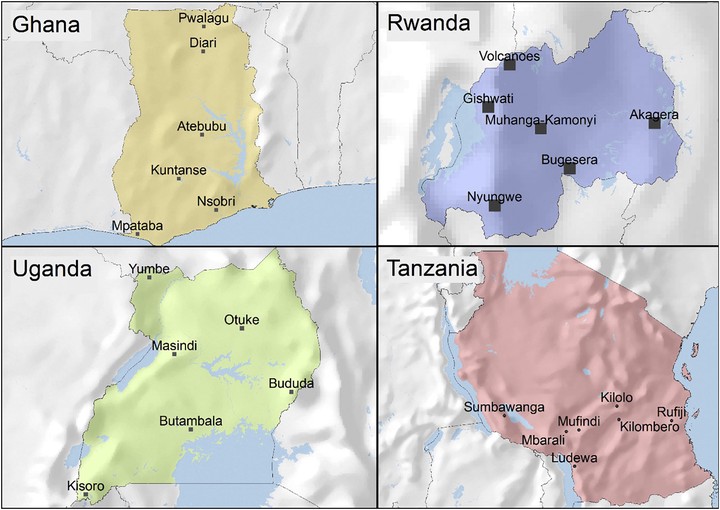 Ghana
Pwalagu
Diari
Atebubu
Kuntanse
Nsobri
Mpataba
Rwanda
Volcanoes
Gishwati
Muhanga-Kamonyi
Akagera
Bugesera
Nyungwe
Uganda
Yumbe
Otuke
Masindi
Bududa
Butambala
Kisoro
Tanzania
Kilolo
Sumbawanga
Mufindi
Rufiji
Kilombero
Mbarali
Ludewa